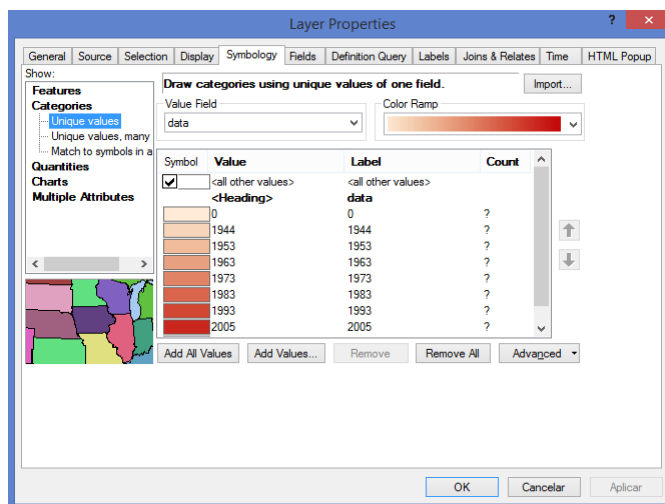 Layer Properties
? ×
General Source Selection Display Symbology Fields Definition Query Labels Joins & Relates Time HTML Popup
Show:
Features
Categories
Unique values
Unique values, many
Match to symbols in a
Quantities
Charts
Multiple Attributes
Draw categories using unique values of one field.
Import...
Value Field
data
Color Ramp
Symbol Value Label Count
<all other values> <all other values>
<Heading> data
0 0 ?
1944 1944 ?
1953 1953 ?
1963 1963 ?
1973 1973 ?
1983 1983 ?
1993 1993 ?
2005 2005 ?
Add All Values Add Values... Remove Remove All Advanced
OK Cancelar Aplicar